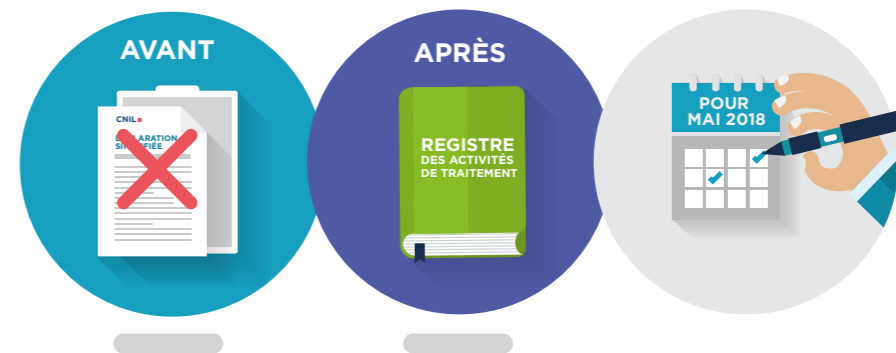 AVANT
CNIL
APRÈS
REGISTRE
DES ACTIVITÉS
DE TRAITEMENT
POUR
MAI 2018